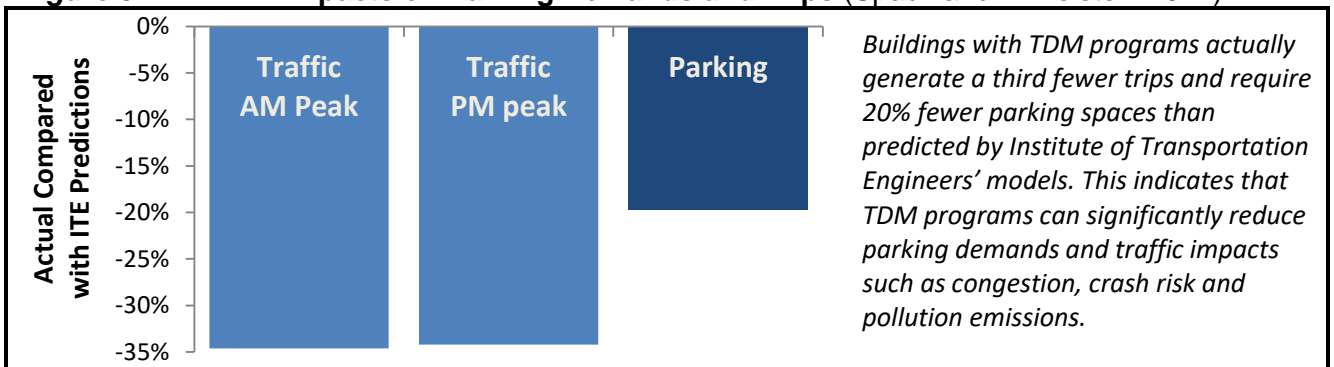 0%
-5%
-10%
-15%
-20%
-25%
-30%
-35%
Actual Compared
with ITE Predictions
Traffic
AM Peak
Traffic
PM peak
Parking
Buildings with TDM programs actually
generate a third fewer trips and require
20% fewer parking spaces than
predicted by Institute of Transportation
Engineers’ models. This indicates that
TDM programs can significantly reduce
parking demands and traffic impacts
such as congestion, crash risk and
pollution emissions.